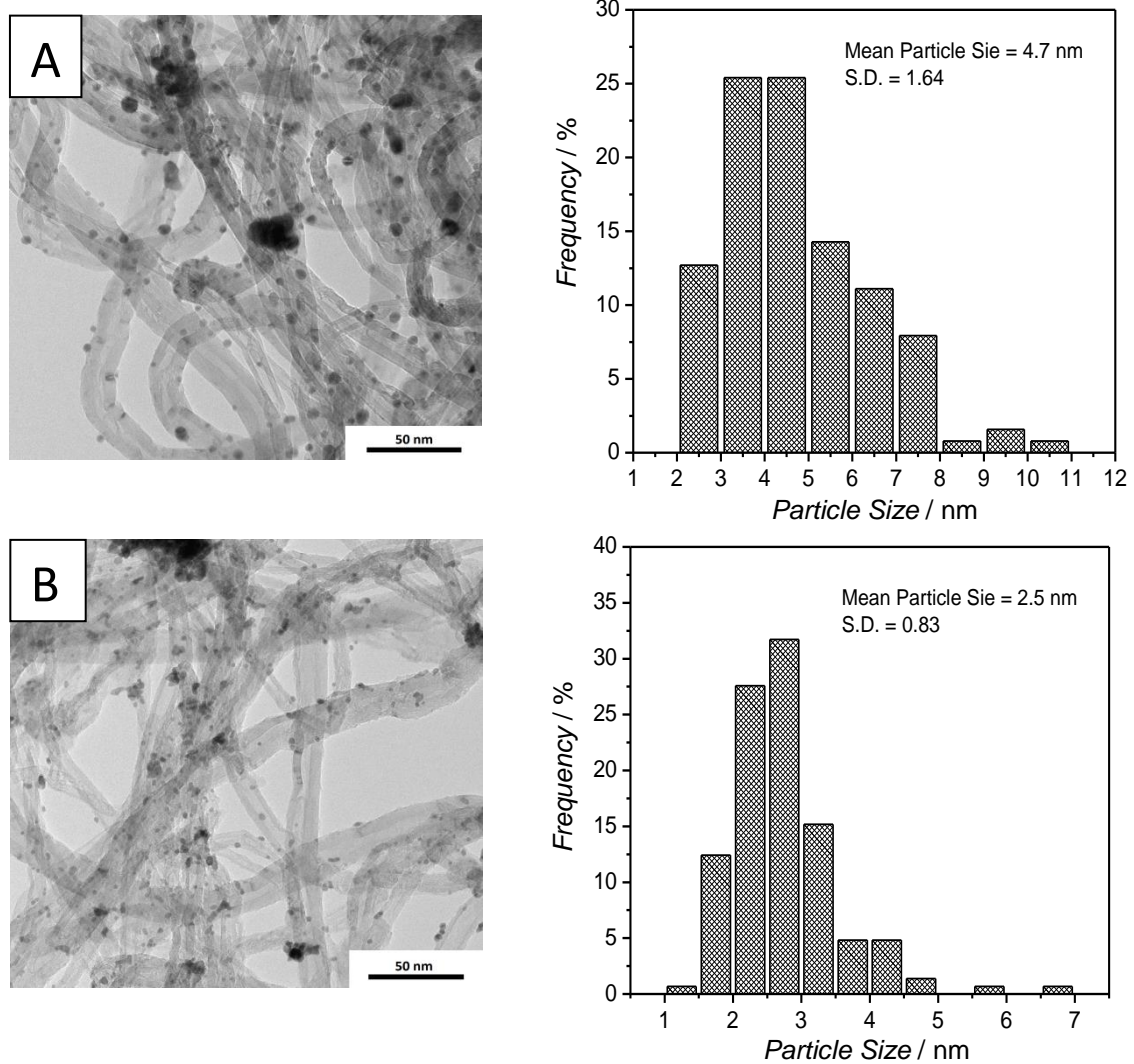 A
50 nm
30
25
20
15
10
5
0
Frequency / %
Mean Particle Sie = 4.7 nm
S.D. = 1.64
1 2 3 4 5 6 7 8 9 10 11 12
Particle Size / nm
B
50 nm
40
35
30
25
20
15
10
5
0
Frequency / %
Mean Particle Sie = 2.5 nm
S.D. = 0.83
1 2 3 4 5 6 7
Particle Size / nm